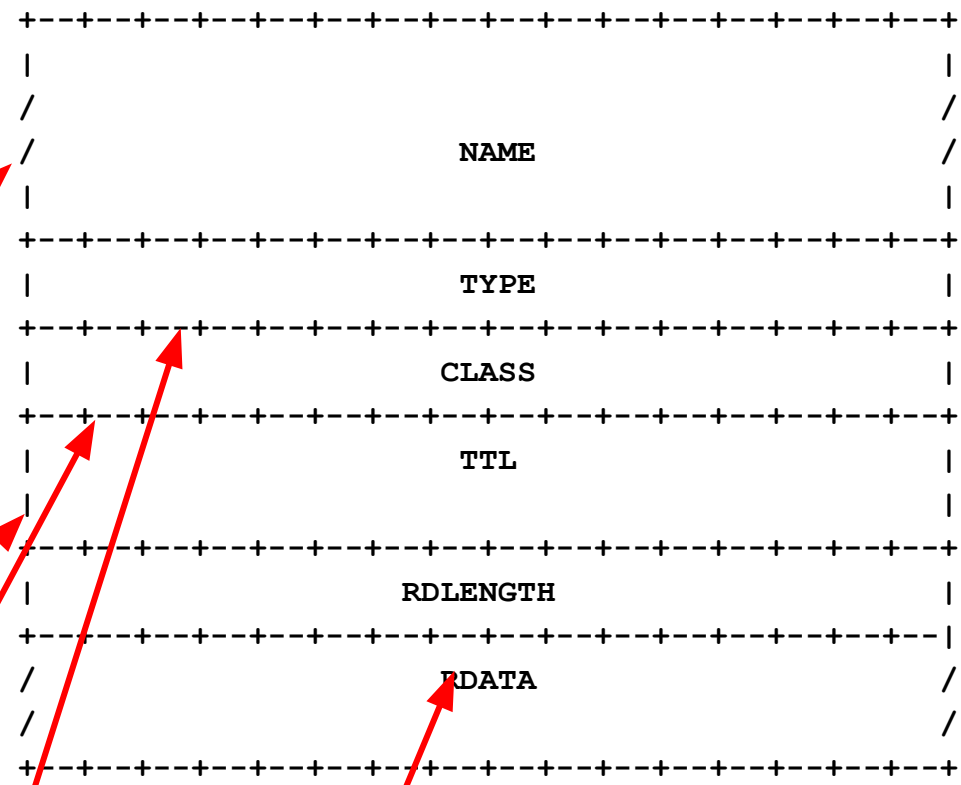 +--+--+--+--+--+--+--+--+--+--+--+--+--+--+--+--+
|                                               |
/                                               /
/                      NAME                     /
|                                               |
+--+--+--+--+--+--+--+--+--+--+--+--+--+--+--+--+
|                      TYPE                     |
+--+--+--+--+--+--+--+--+--+--+--+--+--+--+--+--+
|                     CLASS                     |
+--+--+--+--+--+--+--+--+--+--+--+--+--+--+--+--+
|                      TTL                      |
|                                               |
+--+--+--+--+--+--+--+--+--+--+--+--+--+--+--+--+
|                   RDLENGTH                    |
+--+--+--+--+--+--+--+--+--+--+--+--+--+--+--+--|
/                     RDATA                     /
/                                               /
+--+--+--+--+--+--+--+--+--+--+--+--+--+--+--+--+